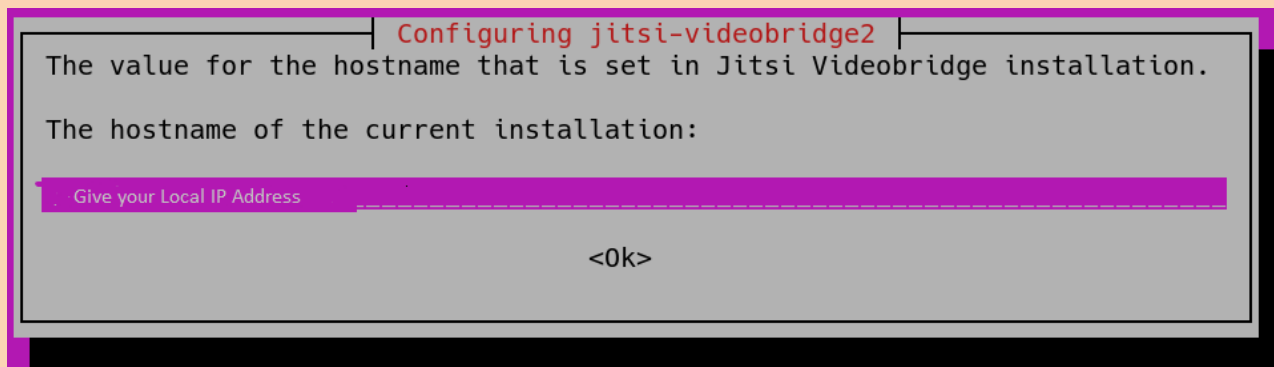 Configuring jitsi-videobridge2
The value for the hostname that is set in Jitsi Videobridge installation.
The hostname of the current installation:
Give your Local IP Address
<Ok>